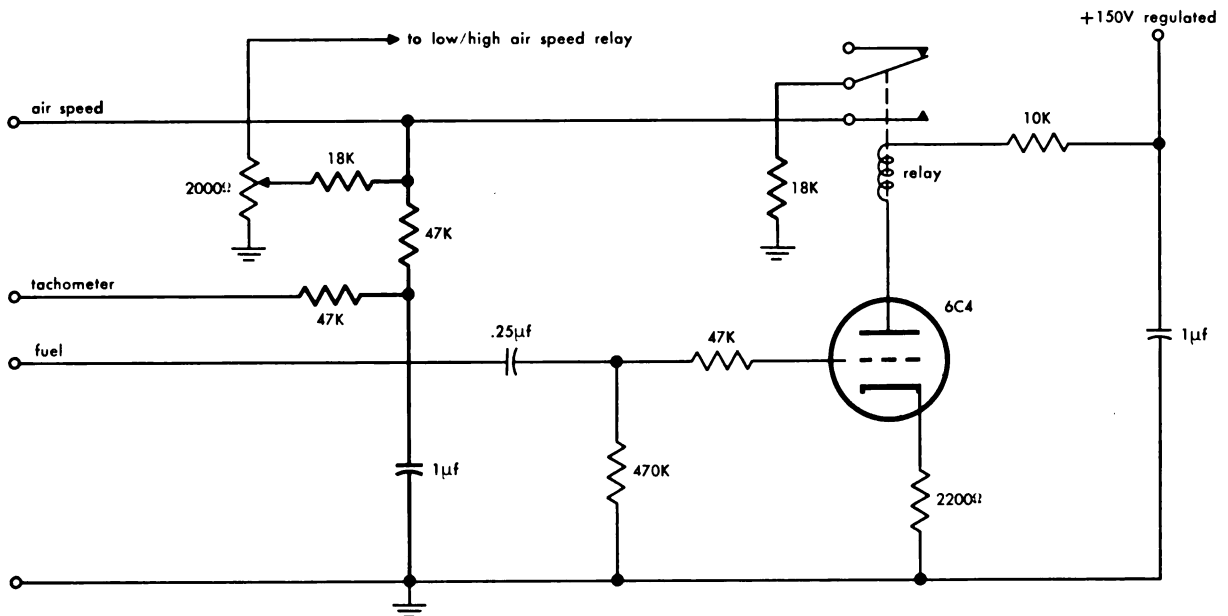 +150V regulated
to low/high air speed relay
air speed
10K
18K
2000Ω
relay
18K
47K
tachometer
47K
6C4
fuel
.25μf
47K
1μf
1μf
470K
2200Ω